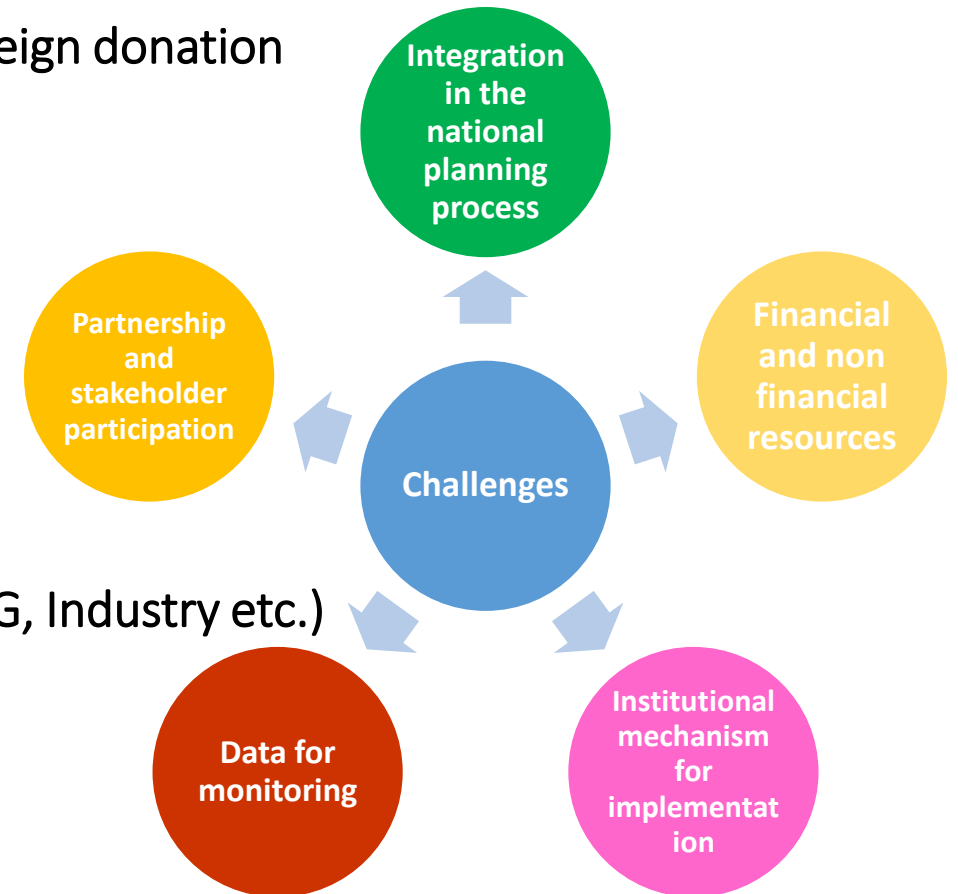 eign donation
Integration
in the
national
planning
process
Partnership
and
stakeholder
participation
Financial
and non
financial
resources
Challenges
G, Industry etc.)
Data for
monitoring
Institutional
mechanism
for
implementat
ion